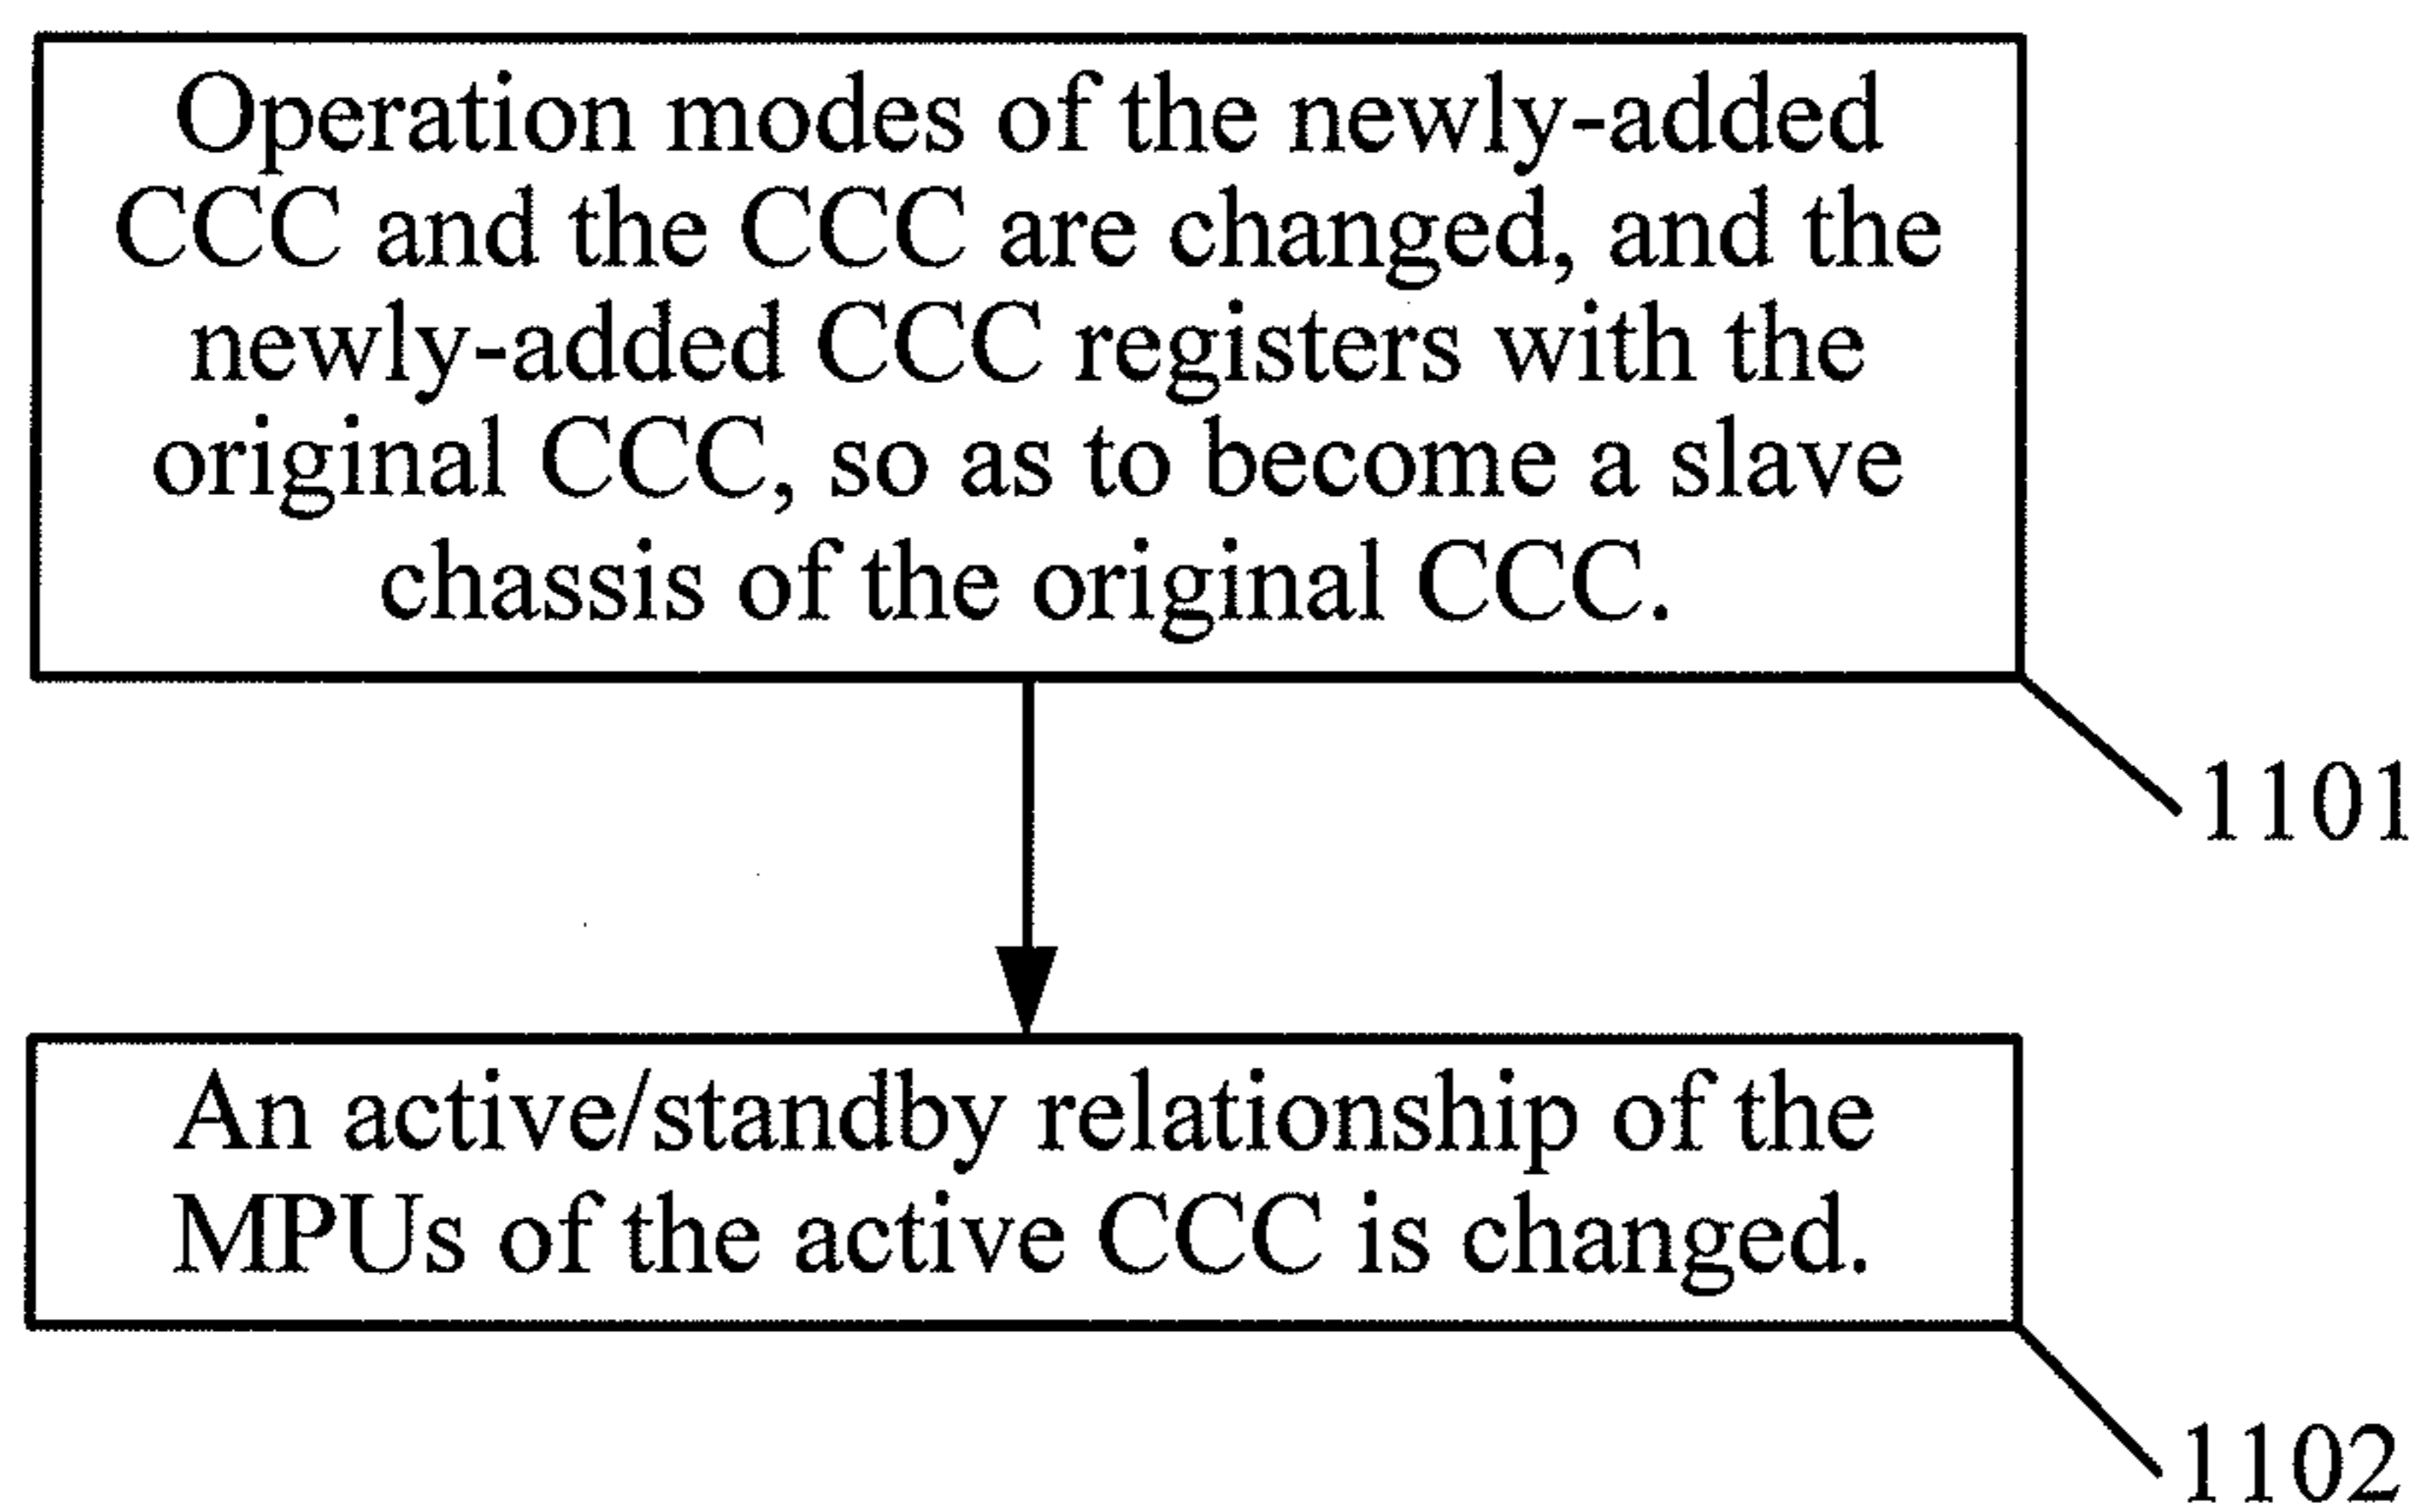 Operation modes of the newly-added
CCC and the CCC are changed, and the
newly-added CCC registers with the
original CCC, so as to become a slave
chassis of the original CCC.
1101
An active/standby relationship of the
MPUs of the active CCC is changed.
1102